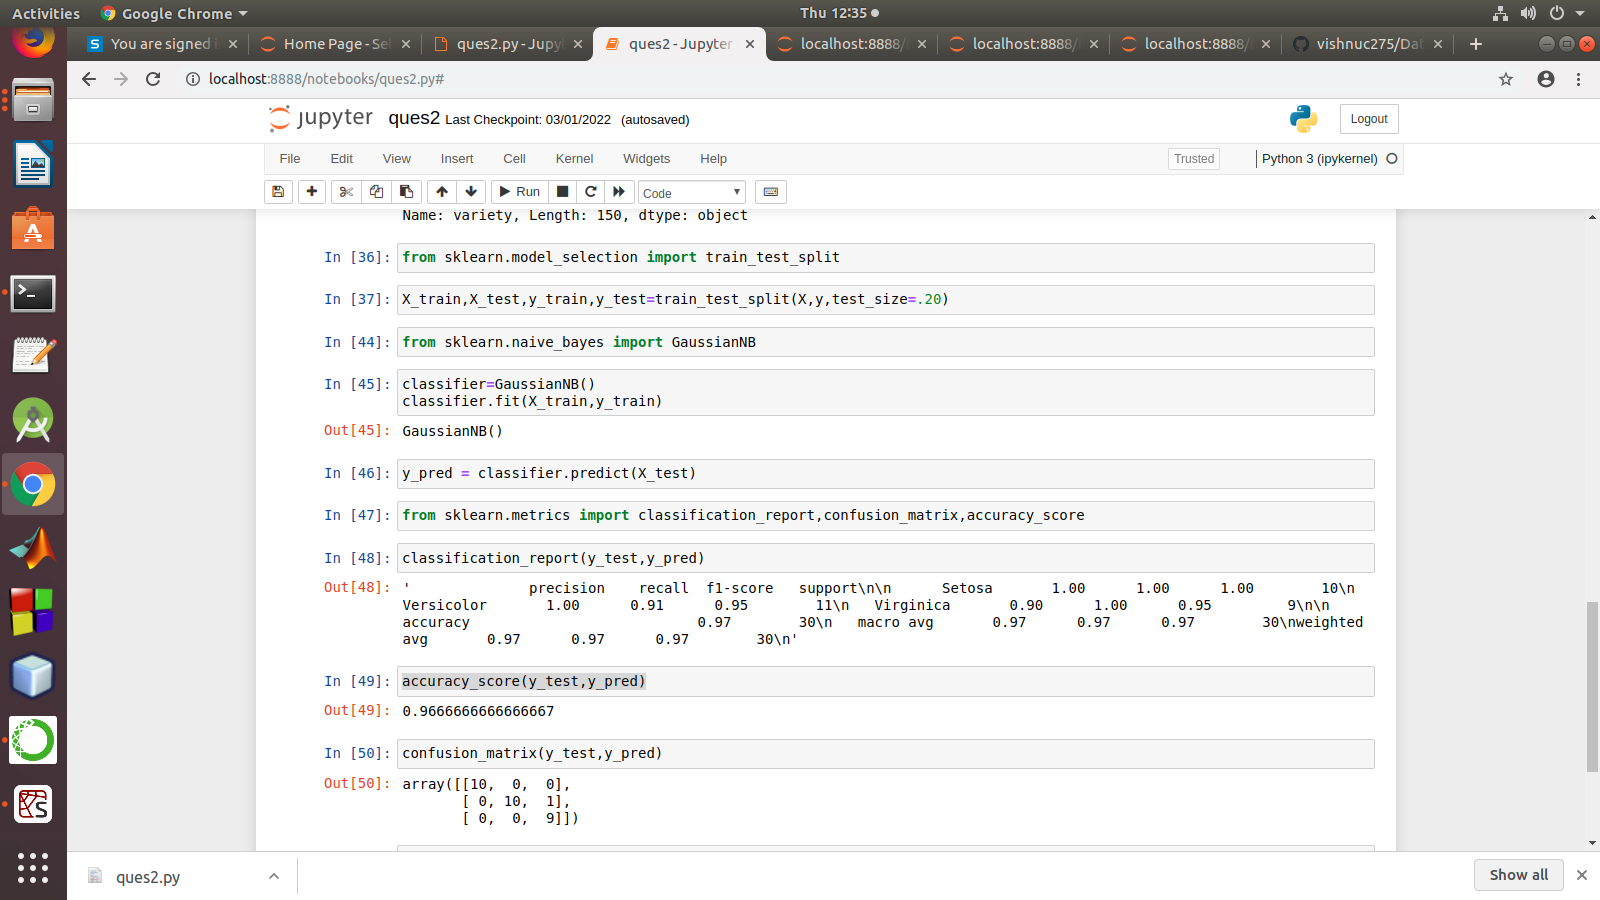 Activities Google Chrome Thu 12:35
You are signed i Home Page - Sel ques2.py - Jupyt ques2 - Jupyter localhost:8888/ localhost:8888/ localhost:8888/ vishnuc275/Dat
localhost:8888/notebooks/ques2.py#
jupyter ques2 Last Checkpoint: 03/01/2022 (autosaved) Logout
File Edit View Insert Cell Kernel Widgets Help Trusted Python 3 (ipykernel)
Run Code
Name: variety, Length: 150, dtype: object
In [36]: from sklearn.model_selection import train_test_split
In [37]: X_train,X_test,y_train,y_test=train_test_split(X,y,test_size=.20)
In [44]: from sklearn.naive_bayes import GaussianNB
In [45]: classifier=GaussianNB()
classifier.fit(X_train,y_train)
Out[45]: GaussianNB()
In [46]: y_pred = classifier.predict(X_test)
In [47]: from sklearn.metrics import classification_report,confusion_matrix,accuracy_score
In [48]: classification_report(y_test,y_pred)
Out[48]: '              precision    recall  f1-score   support\n\n      Setosa       1.00      1.00      1.00        10\n
Versicolor       1.00      0.91      0.95        11\n   Virginica       0.90      1.00      0.95         9\n\n
accuracy                           0.97        30\n   macro avg       0.97      0.97      0.97        30\nweighted
avg       0.97      0.97      0.97        30\n'
In [49]: accuracy_score(y_test,y_pred)
Out[49]: 0.9666666666666667
In [50]: confusion_matrix(y_test,y_pred)
Out[50]: array([[10,  0,  0],
[ 0, 10,  1],
[ 0,  0,  9]])
ques2.py Show all